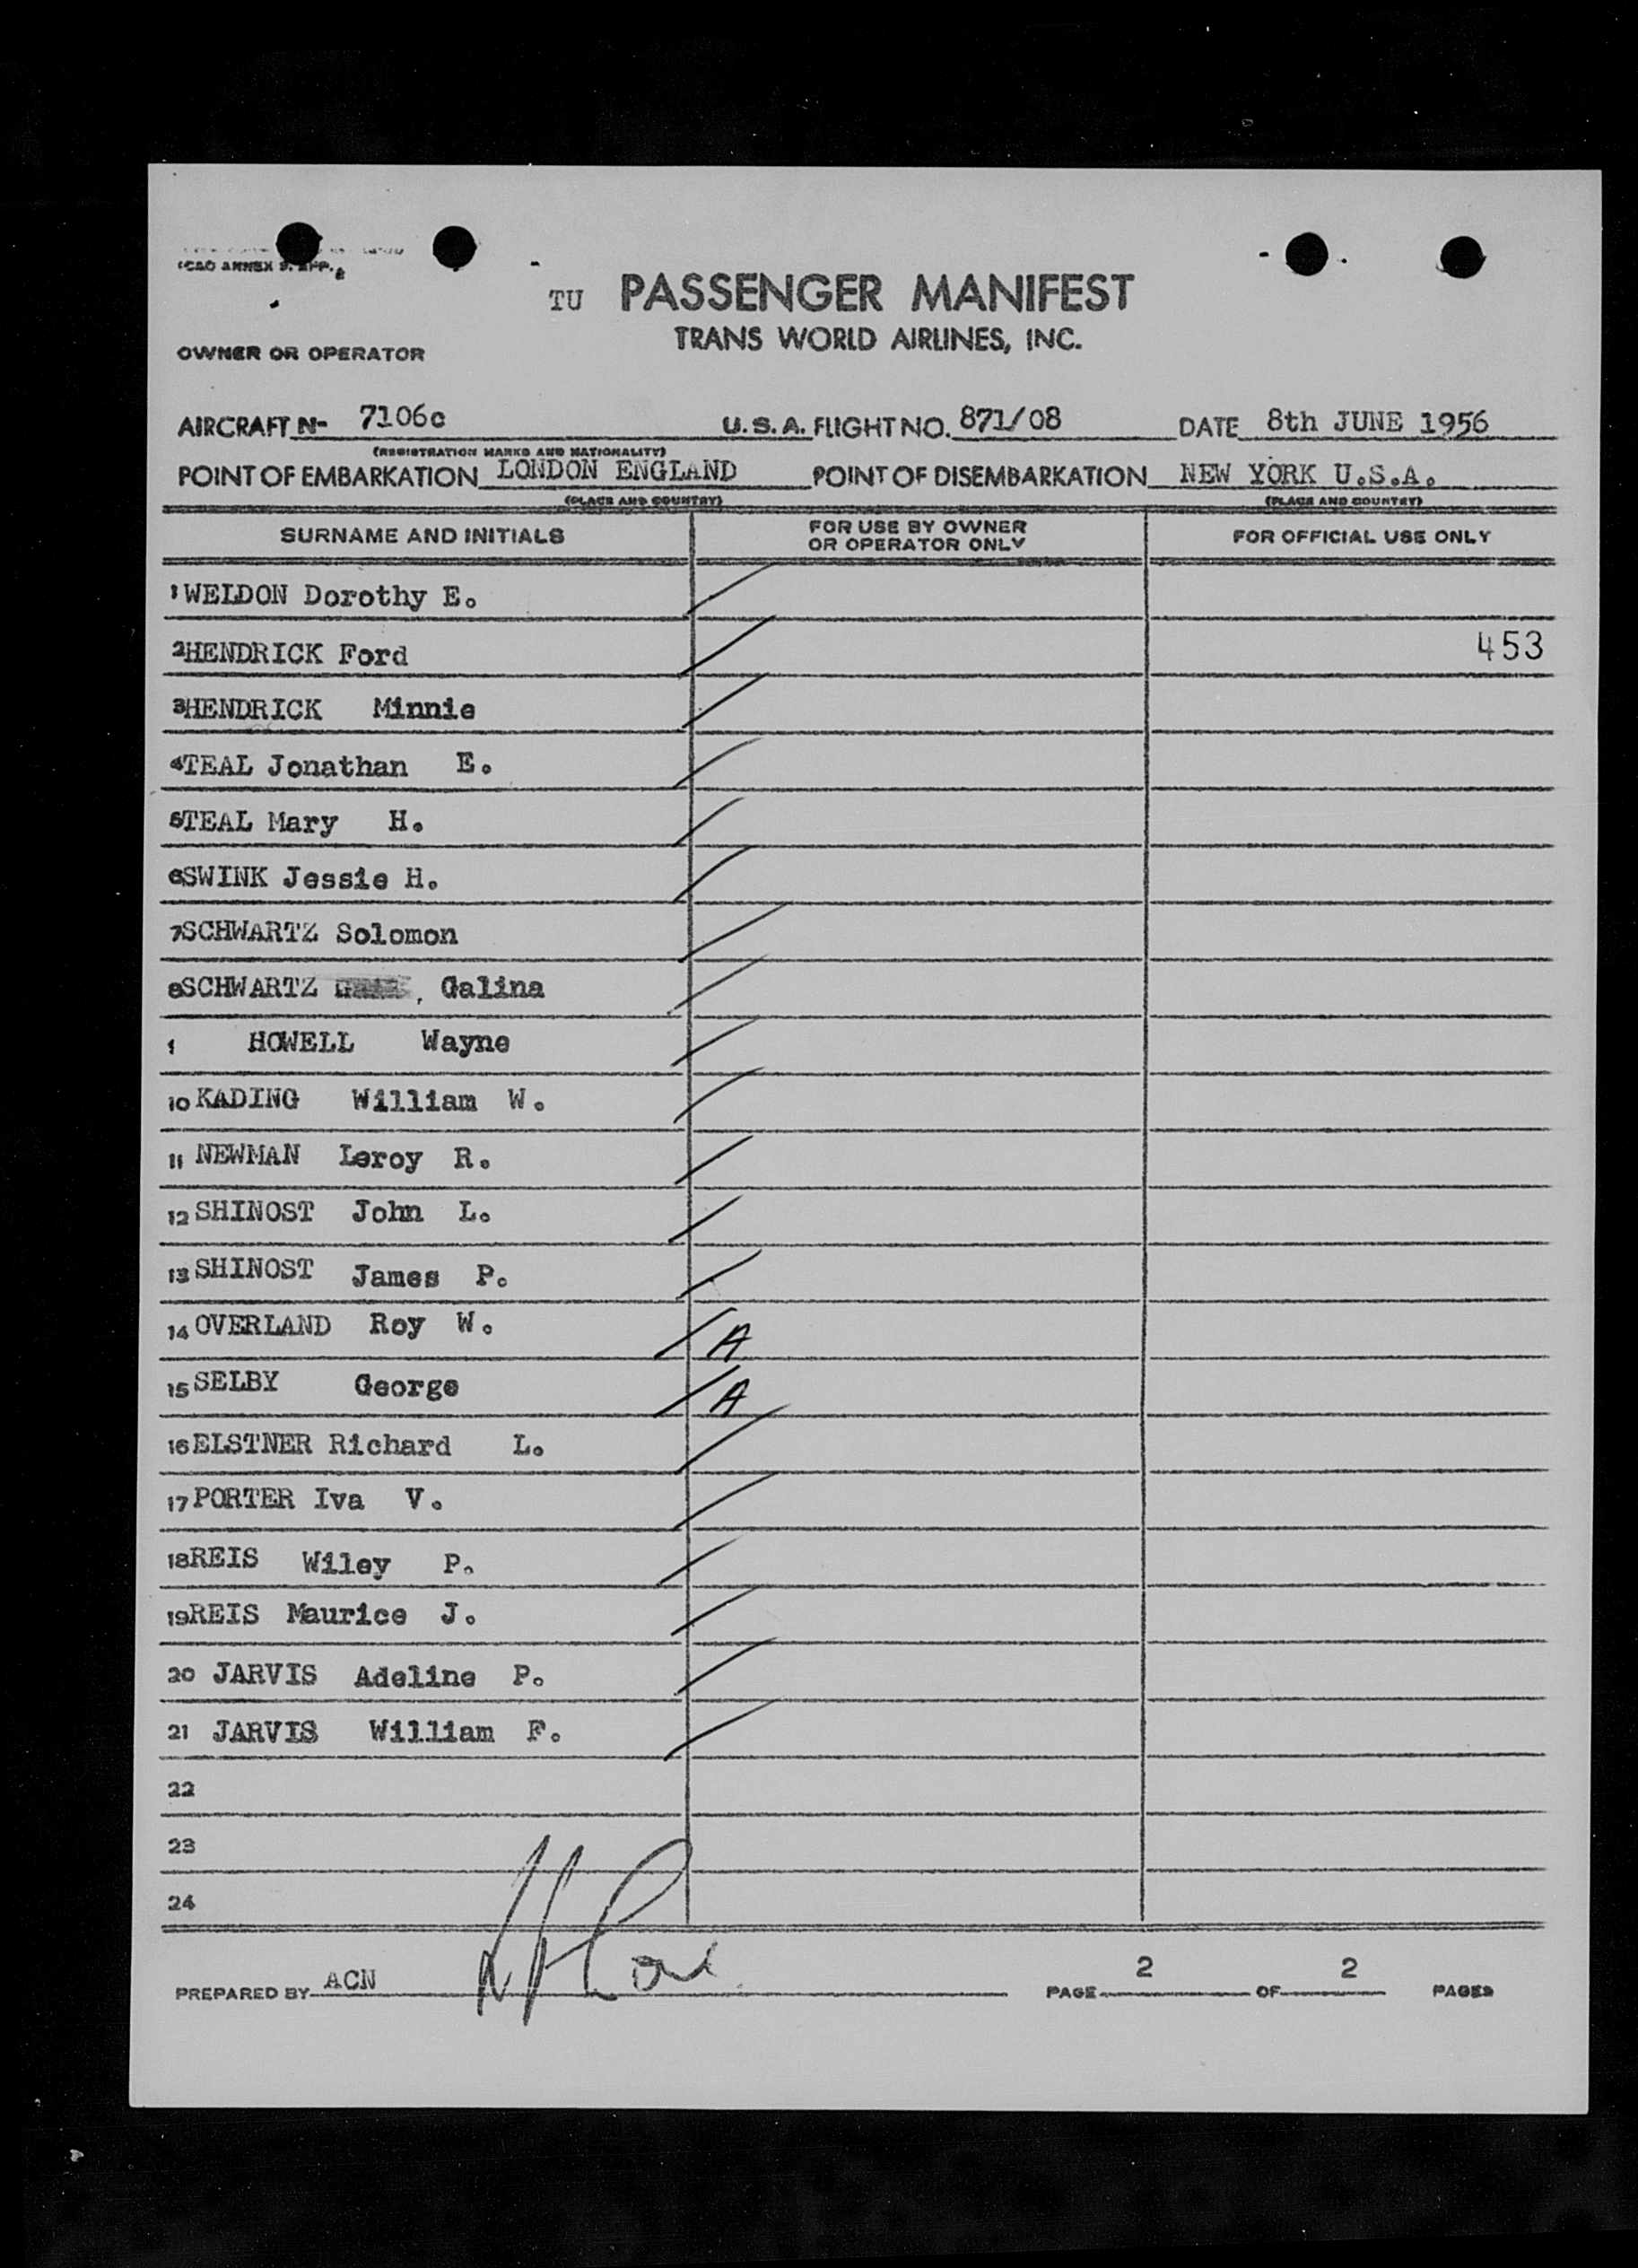 ICAO ANNEX 9. APP. 2
TU PASSENGER MANIFEST
TRANS WORLD AIRLINES, INC.
OWNER OR OPERATOR
AIRCRAFT N- 7106c U.S.A. FLIGHT NO. 871/08 DATE 8th JUNE 1956
(REGISTRATION MARKS AND NATIONALITY)
POINT OF EMBARKATION LONDON ENGLAND POINT OF DISEMBARKATION NEW YORK U.S.A.
(PLACE AND COUNTRY) (PLACE AND COUNTRY)
SURNAME AND INITIALS FOR USE BY OWNER OR OPERATOR ONLY FOR OFFICIAL USE ONLY
1 WELDON Dorothy E.
2 HENDRICK Ford 453
3 HENDRICK Minnie
4 TEAL Jonathan E.
5 TEAL Mary H.
6 SWINK Jessie H.
7 SCHWARTZ Solomon
8 SCHWARTZ , Galina
HOWELL Wayne
10 KADING William W.
11 NEWMAN Leroy R.
12 SHINOST John L.
13 SHINOST James P.
14 OVERLAND Roy W. A
15 SELBY George A
16 ELSTNER Richard L.
17 PORTER Iva V.
18 REIS Wiley P.
19 REIS Maurice J.
20 JARVIS Adeline P.
21 JARVIS William F.
22
23
24
PREPARED BY ACN PAGE 2 OF 2 PAGES